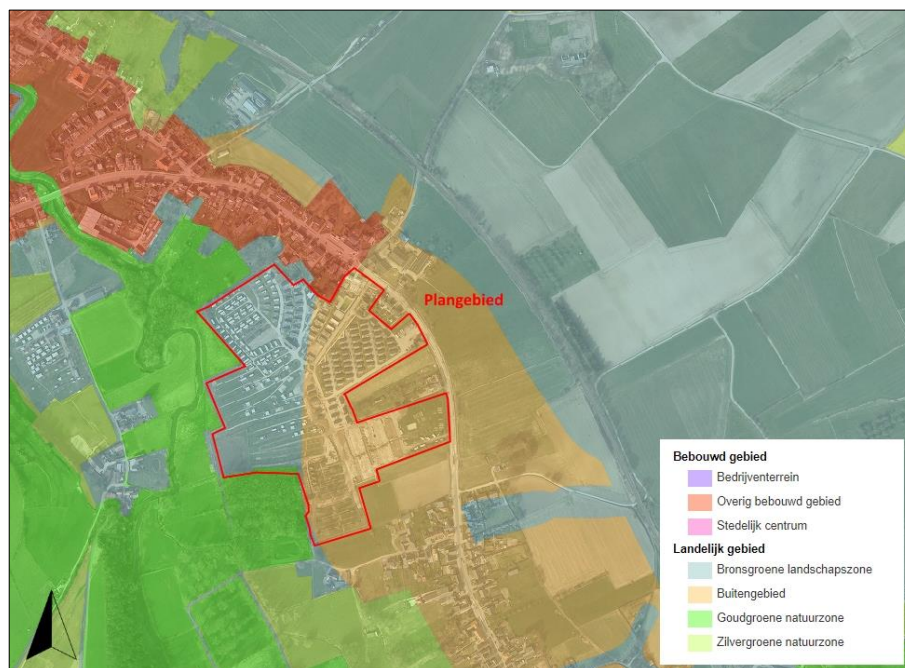 Plangebied
Bebouwd gebied
Bedrijventerrein
Overig bebouwd gebied
Stedelijk centrum
Landelijk gebied
Bronsgroene landschapszone
Buitengebied
Goudgroene natuurzone
Zilvergroene natuurzone